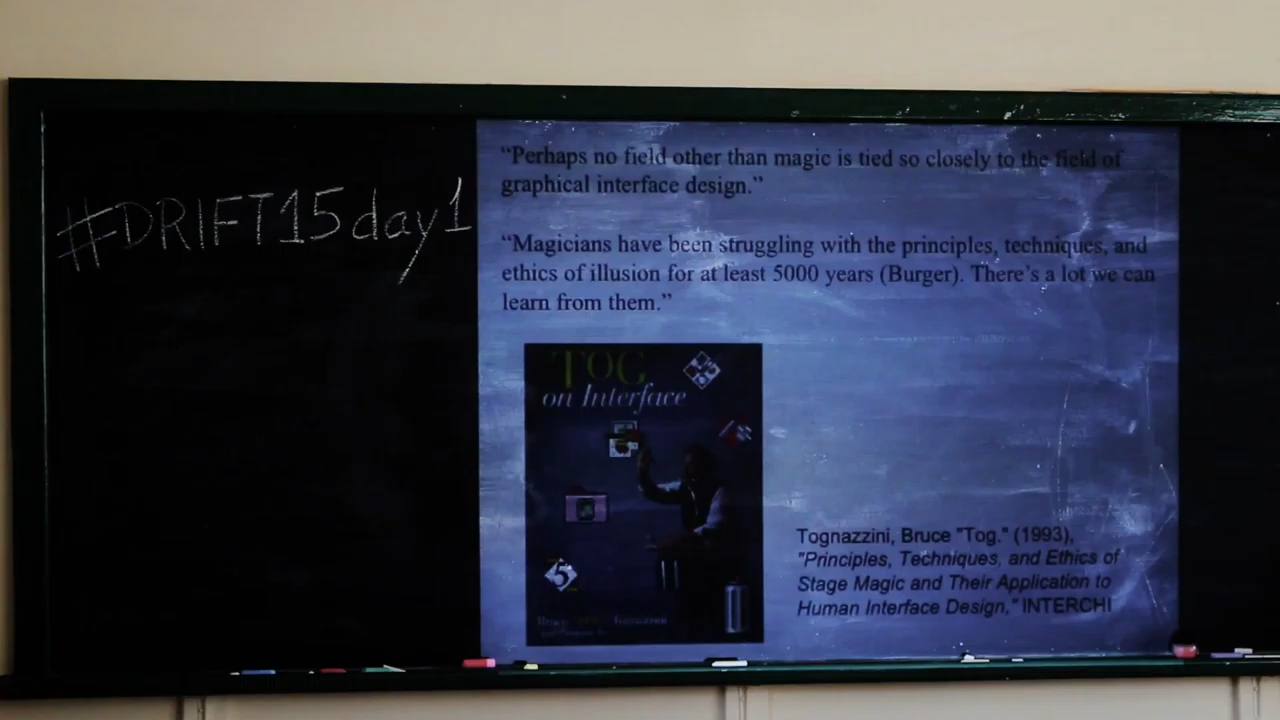 #DRIFT15day1
“Perhaps no field other than magic is tied so closely to the field of
graphical interface design.”
“Magicians have been struggling with the principles, techniques, and
ethics of illusion for at least 5000 years (Burger). There’s a lot we can
learn from them.”
TOG
on Interface
5
Tognazzini
Tognazzini, Bruce "Tog." (1993),
"Principles, Techniques, and Ethics of
Stage Magic and Their Application to
Human Interface Design," INTERCHI